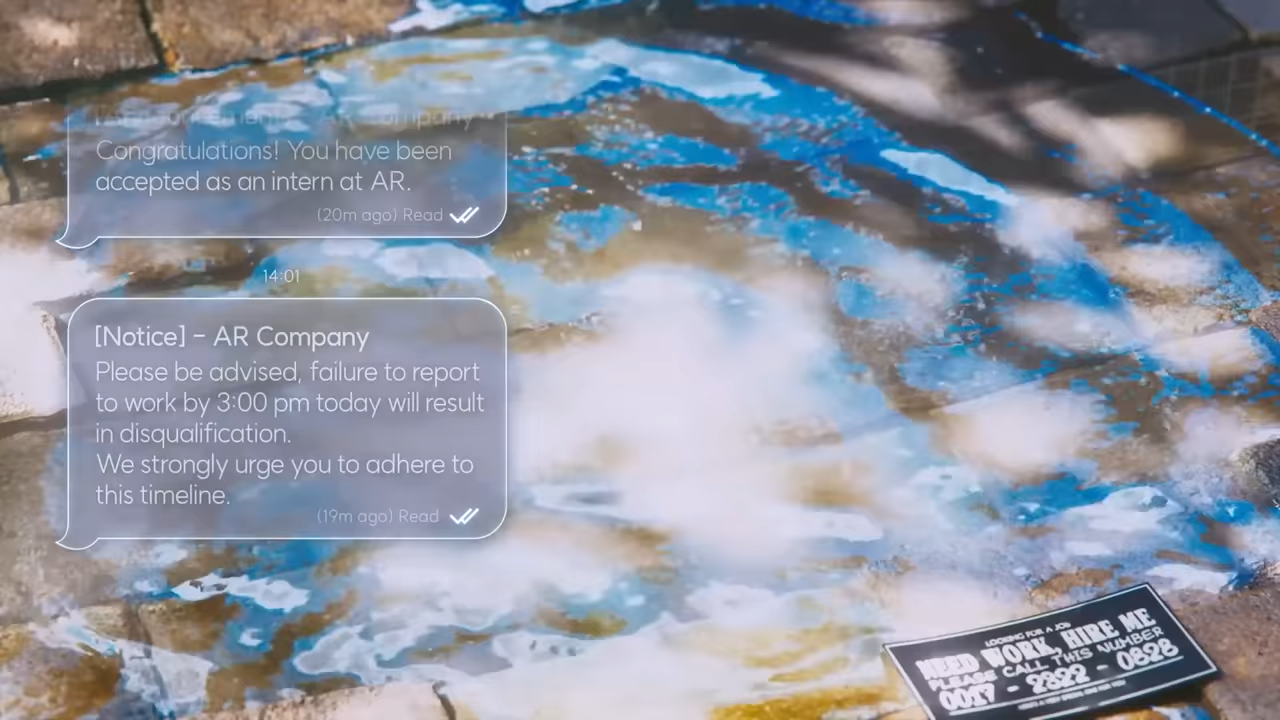 AR Company
Congratulations! You have been
accepted as an intern at AR.
(20m ago) Read
14:01
[Notice] – AR Company
Please be advised, failure to report
to work by 3:00 pm today will result
in disqualification.
We strongly urge you to adhere to
this timeline.
(19m ago) Read
LOOKING FOR A JOB
NEED WORK, HIRE ME
PLEASE CALL THIS NUMBER
0017 - 2822 - 0828